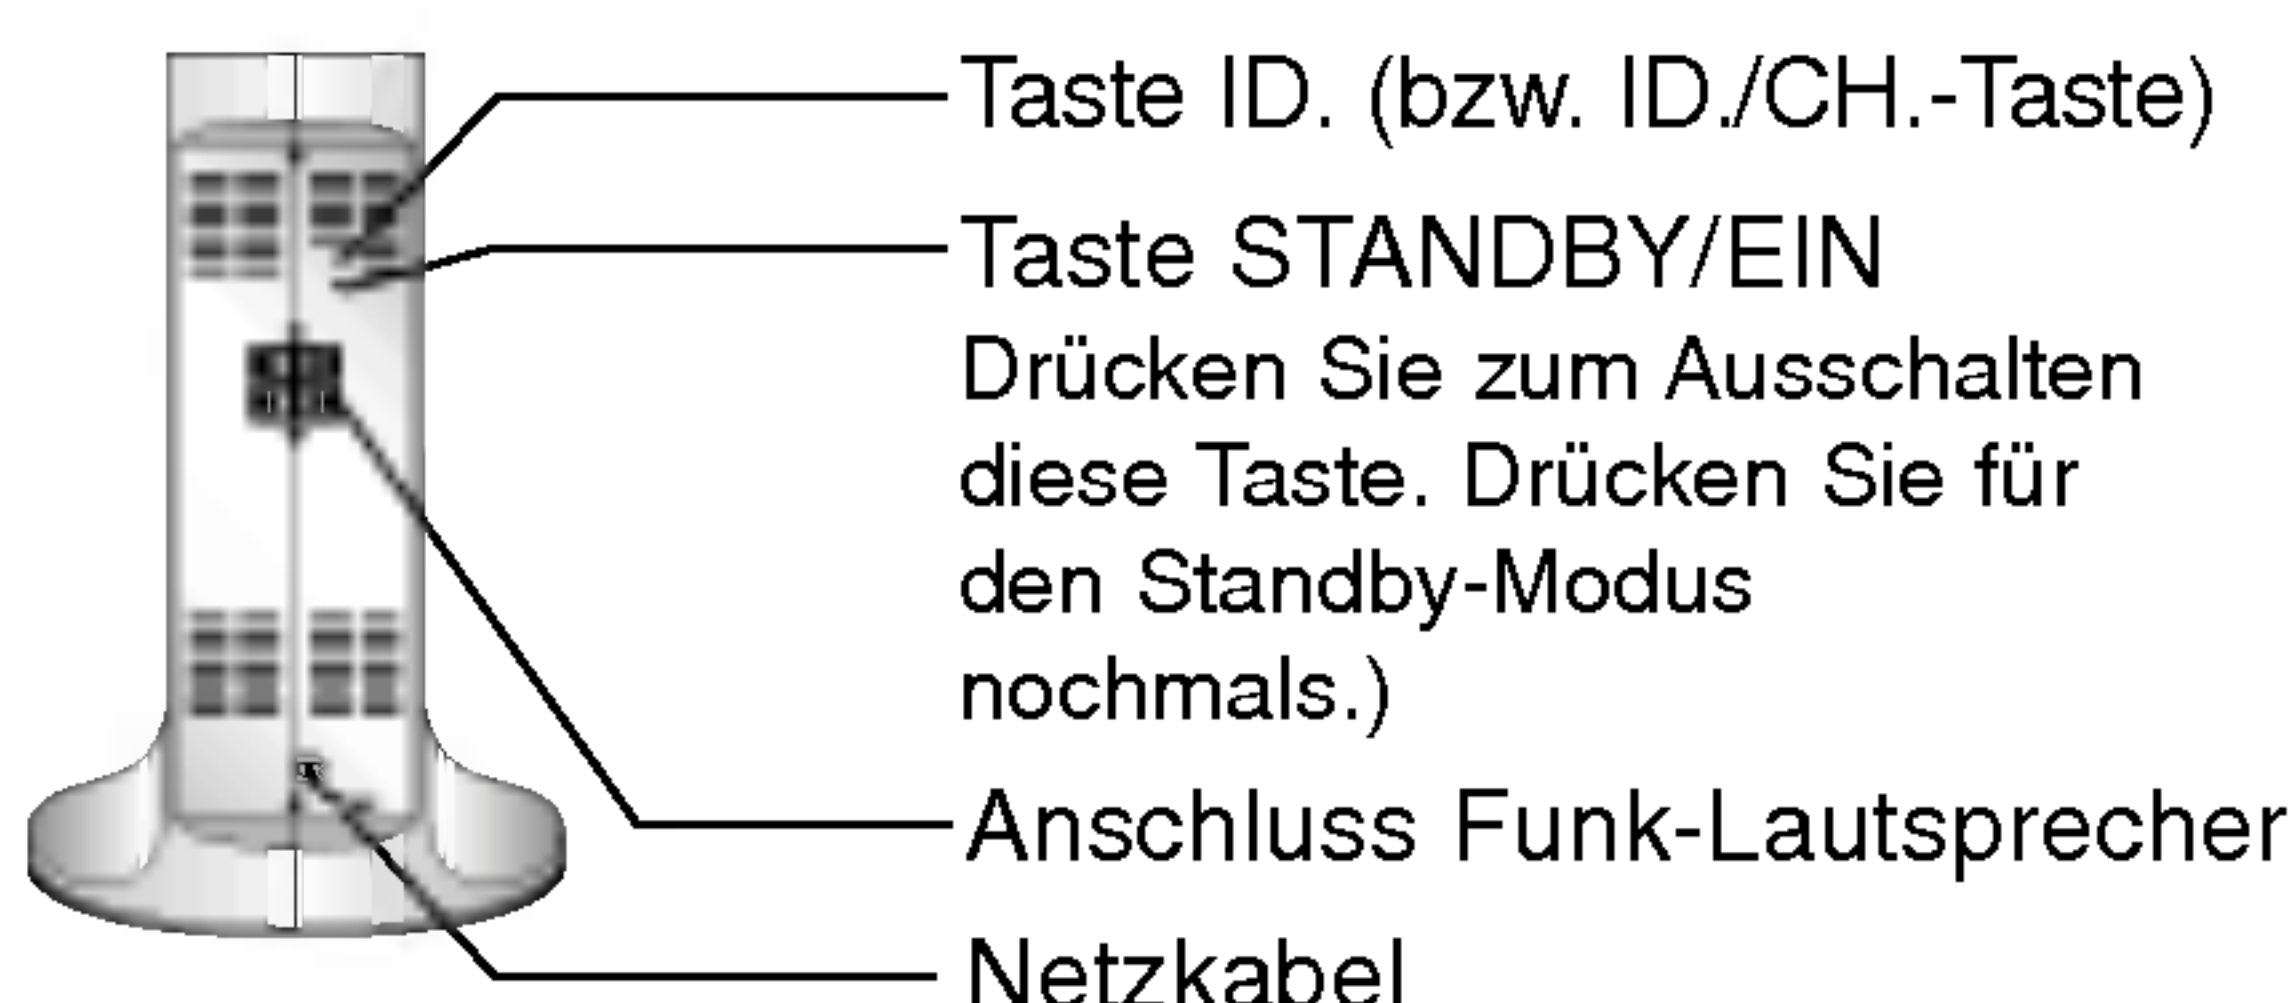 Taste ID. (bzw. ID./CH.-Taste)
Taste STANDBY/EIN
Drücken Sie zum Ausschalten
diese Taste. Drücken Sie für
den Standby-Modus
nochmals.)
Anschluss Funk-Lautsprecher
Netzkabel